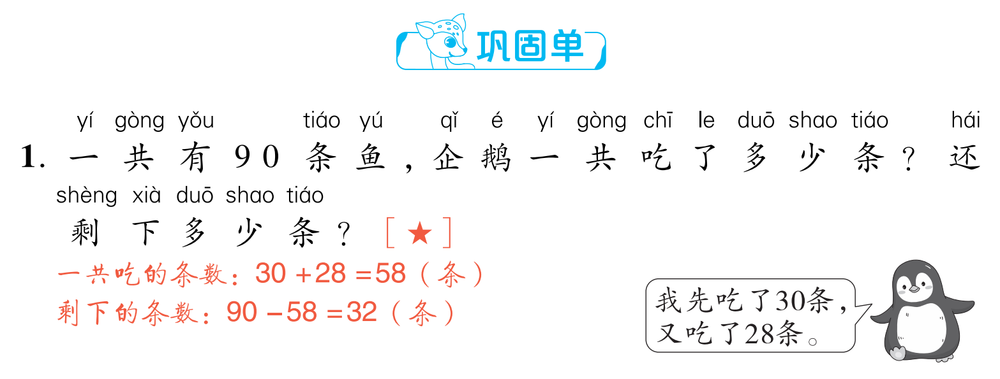 巩固单
yí gòng yǒu tiáo yú qǐ é yí gòng chī le duō shao tiáo hái
1. 一共有90条鱼,企鹅一共吃了多少条?还
shèng xià duō shao tiáo
剩下多少条?[★]
一共吃的条数:30+28=58(条)
剩下的条数:90-58=32(条)
我先吃了30条,
又吃了28条。